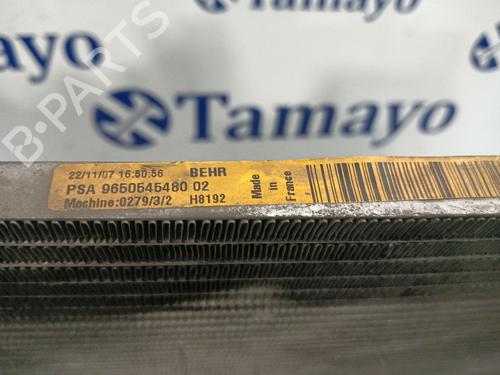 Tamayo
Tamayo
B-PARTS
22/11/07 16:50:56 BEHR
PSA 9650545480 02
Machine:0279/3/2 H8192
Made
in
France